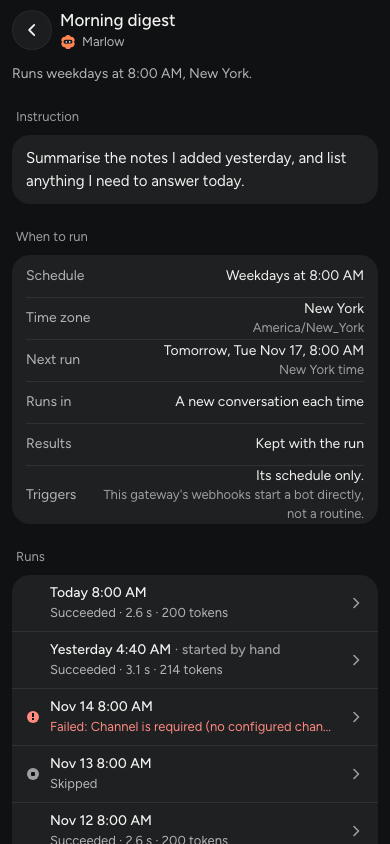 Morning digest
Marlow
Runs weekdays at 8:00 AM, New York.
Instruction
Summarise the notes I added yesterday, and list
anything I need to answer today.
When to run
Schedule
Weekdays at 8:00 AM
Time zone
New York
America/New_York
Next run
Tomorrow, Tue Nov 17, 8:00 AM
New York time
Runs in
A new conversation each time
Results
Kept with the run
Triggers
Its schedule only.
This gateway's webhooks start a bot directly,
not a routine.
Runs
Today 8:00 AM
Succeeded · 2.6 s · 200 tokens
Yesterday 4:40 AM · started by hand
Succeeded · 3.1 s · 214 tokens
Nov 14 8:00 AM
Failed: Channel is required (no configured chan...
Nov 13 8:00 AM
Skipped
Nov 12 8:00 AM
Succeeded · 2.6 s · 200 tokens